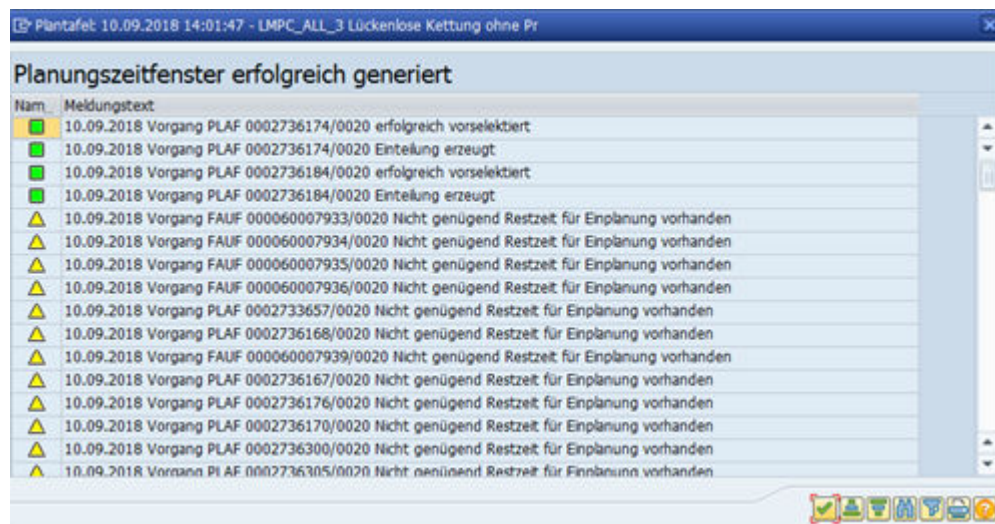 Plantafel: 10.09.2018 14:01:47 - LMPC_ALL_3 Lückenlose Kettung ohne Pr
Planungszeitfenster erfolgreich generiert
Nam_ Meldungstext
10.09.2018 Vorgang PLAF 0002736174/0020 erfolgreich vorselektiert
10.09.2018 Vorgang PLAF 0002736174/0020 Einteilung erzeugt
10.09.2018 Vorgang PLAF 0002736184/0020 erfolgreich vorselektiert
10.09.2018 Vorgang PLAF 0002736184/0020 Einteilung erzeugt
10.09.2018 Vorgang FAUF 000060007933/0020 Nicht genügend Restzeit für Einplanung vorhanden
10.09.2018 Vorgang FAUF 000060007934/0020 Nicht genügend Restzeit für Einplanung vorhanden
10.09.2018 Vorgang FAUF 000060007935/0020 Nicht genügend Restzeit für Einplanung vorhanden
10.09.2018 Vorgang FAUF 000060007936/0020 Nicht genügend Restzeit für Einplanung vorhanden
10.09.2018 Vorgang PLAF 0002733657/0020 Nicht genügend Restzeit für Einplanung vorhanden
10.09.2018 Vorgang PLAF 0002736168/0020 Nicht genügend Restzeit für Einplanung vorhanden
10.09.2018 Vorgang FAUF 000060007939/0020 Nicht genügend Restzeit für Einplanung vorhanden
10.09.2018 Vorgang PLAF 0002736167/0020 Nicht genügend Restzeit für Einplanung vorhanden
10.09.2018 Vorgang PLAF 0002736176/0020 Nicht genügend Restzeit für Einplanung vorhanden
10.09.2018 Vorgang PLAF 0002736170/0020 Nicht genügend Restzeit für Einplanung vorhanden
10.09.2018 Vorgang PLAF 0002736300/0020 Nicht genügend Restzeit für Einplanung vorhanden
10.09.2018 Vorgang PLAF 0002736305/0020 Nicht genügend Restzeit für Einplanung vorhanden